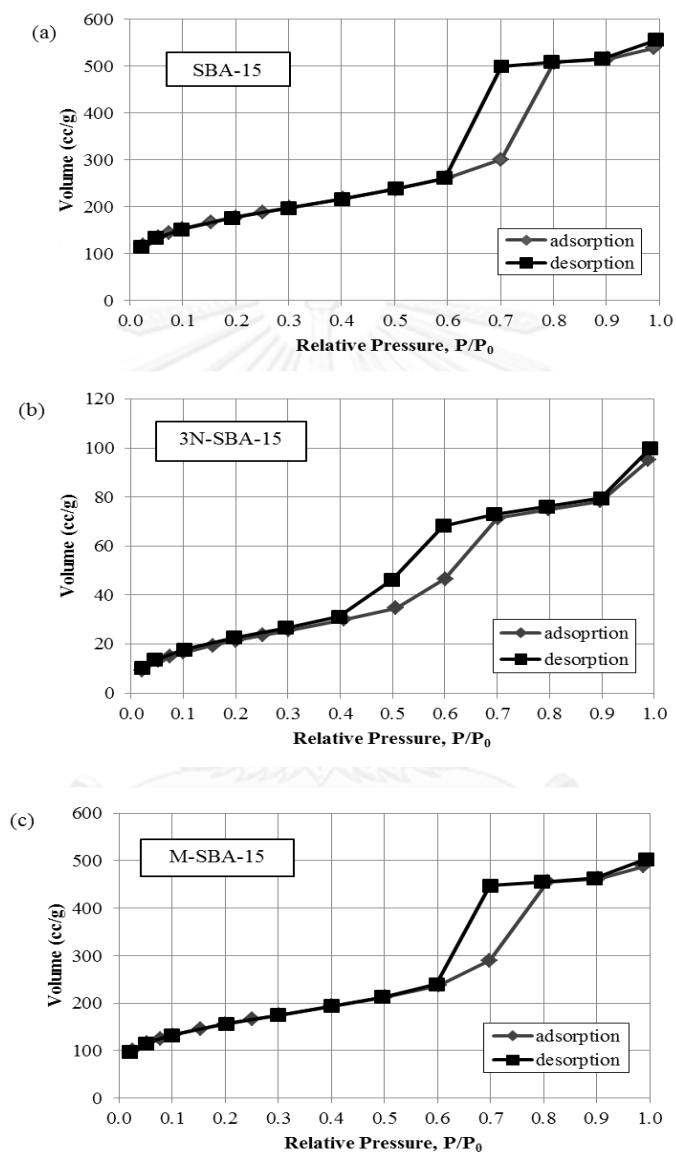 (a)
SBA-15
Volume (cc/g)
600
500
400
300
200
100
0
adsorption
desorption
0.0 0.1 0.2 0.3 0.4 0.5 0.6 0.7 0.8 0.9 1.0
Relative Pressure, P/P₀
(b)
3N-SBA-15
Volume (cc/g)
120
100
80
60
40
20
0
adsoprtion
desorption
0.0 0.1 0.2 0.3 0.4 0.5 0.6 0.7 0.8 0.9 1.0
Relative Pressure, P/P₀
(c)
M-SBA-15
Volume (cc/g)
600
500
400
300
200
100
0
adsorption
desorption
0.0 0.1 0.2 0.3 0.4 0.5 0.6 0.7 0.8 0.9 1.0
Relative Pressure, P/P₀